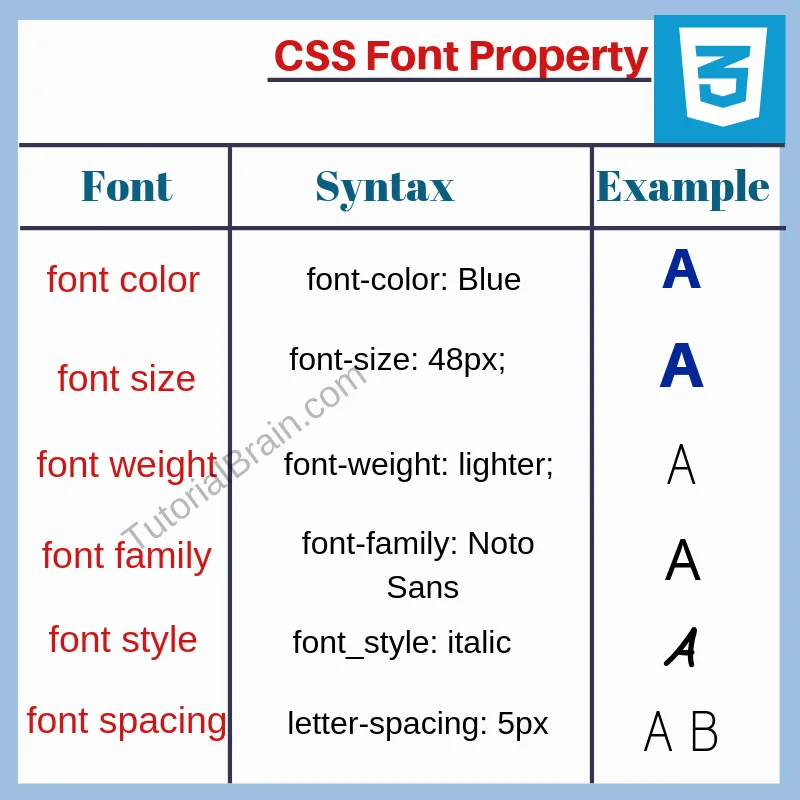 CSS Font Property
3
Font Syntax Example
font color font-color: Blue A
font size font-size: 48px; A
font weight font-weight: lighter; A
font family font-family: Noto
Sans A
font style font_style: italic A
font spacing letter-spacing: 5px A B
TutorialBrain.com